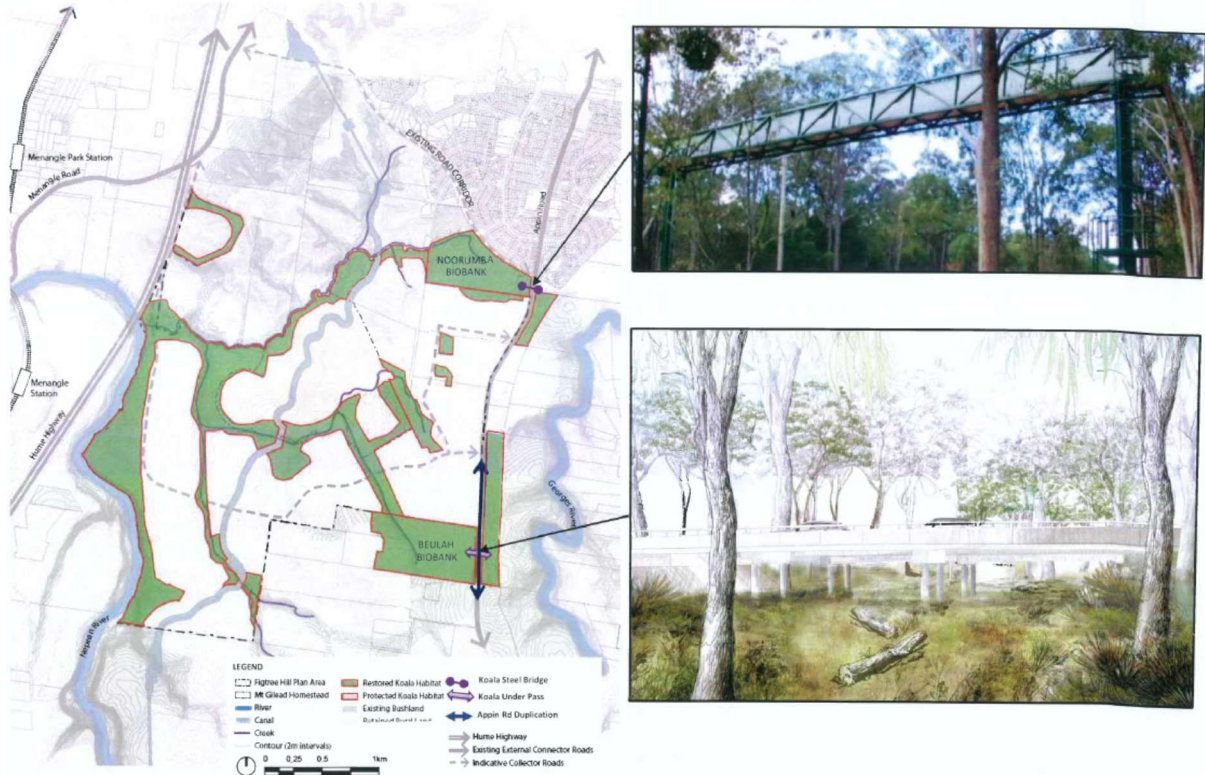 Menangle Park Station
Menangle Road
EXISTING ROAD CORRIDOR
Appin Road
NOORUMBA
BIOBANK
Menangle
Station
Hume Highway
Georges River
BEULAH
BIOBANK
Nepean River
LEGEND
Figtree Hill Plan Area
Mt Gilead Homestead
River
Canal
Creek
Contour (2m intervals)
Restored Koala Habitat
Protected Koala Habitat
Existing Bushland
Koala Steel Bridge
Koala Under Pass
Appin Rd Duplication
Hume Highway
Existing External Connector Roads
Indicative Collector Roads
0 0,25 0.5 1km